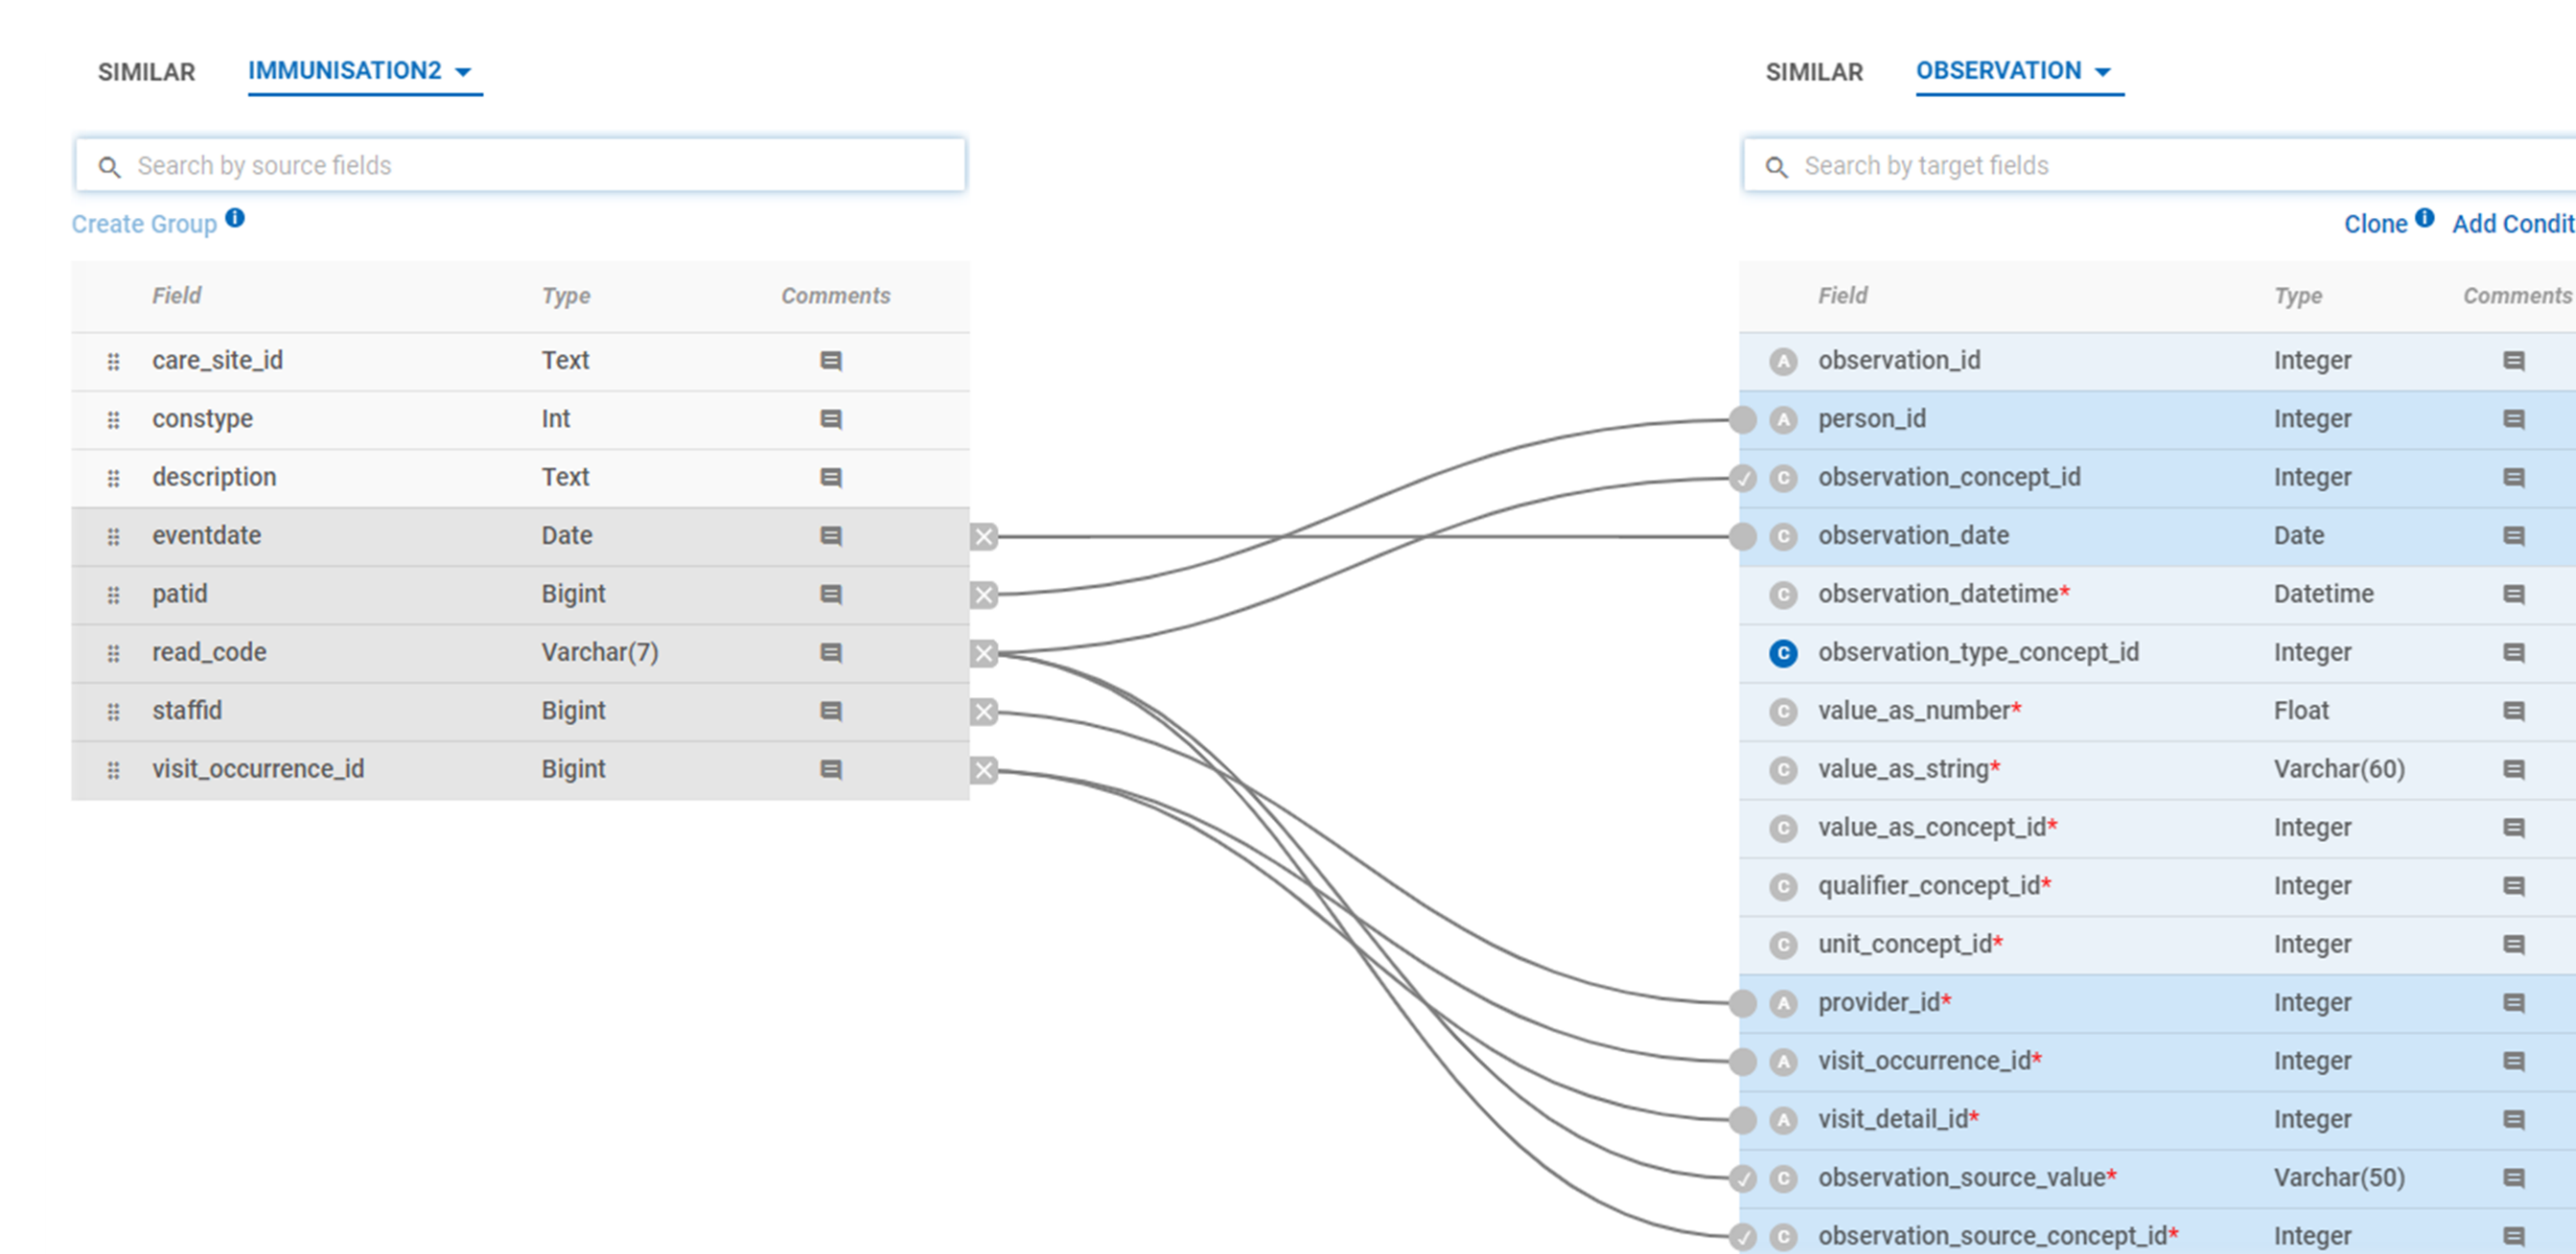 SIMILAR IMMUNISATION2
Search by source fields
Create Group
Field Type Comments
care_site_id Text
constype Int
description Text
eventdate Date
patid Bigint
read_code Varchar(7)
staffid Bigint
visit_occurrence_id Bigint
SIMILAR OBSERVATION
Search by target fields
Clone Add Condit
Field Type Comments
A observation_id Integer
A person_id Integer
C observation_concept_id Integer
C observation_date Date
C observation_datetime* Datetime
C observation_type_concept_id Integer
C value_as_number* Float
C value_as_string* Varchar(60)
C value_as_concept_id* Integer
C qualifier_concept_id* Integer
C unit_concept_id* Integer
A provider_id* Integer
A visit_occurrence_id* Integer
A visit_detail_id* Integer
C observation_source_value* Varchar(50)
C observation_source_concept_id* Integer